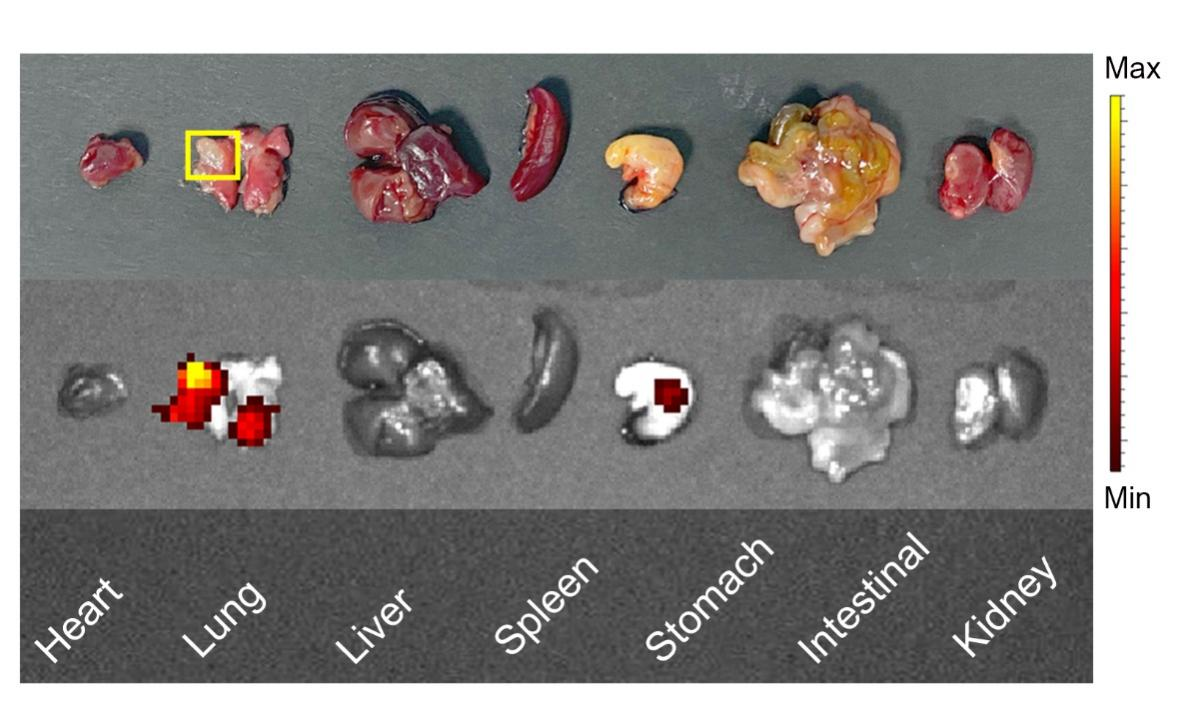 Max
Min
Heart
Lung
Liver
Spleen
Stomach
Intestinal
Kidney